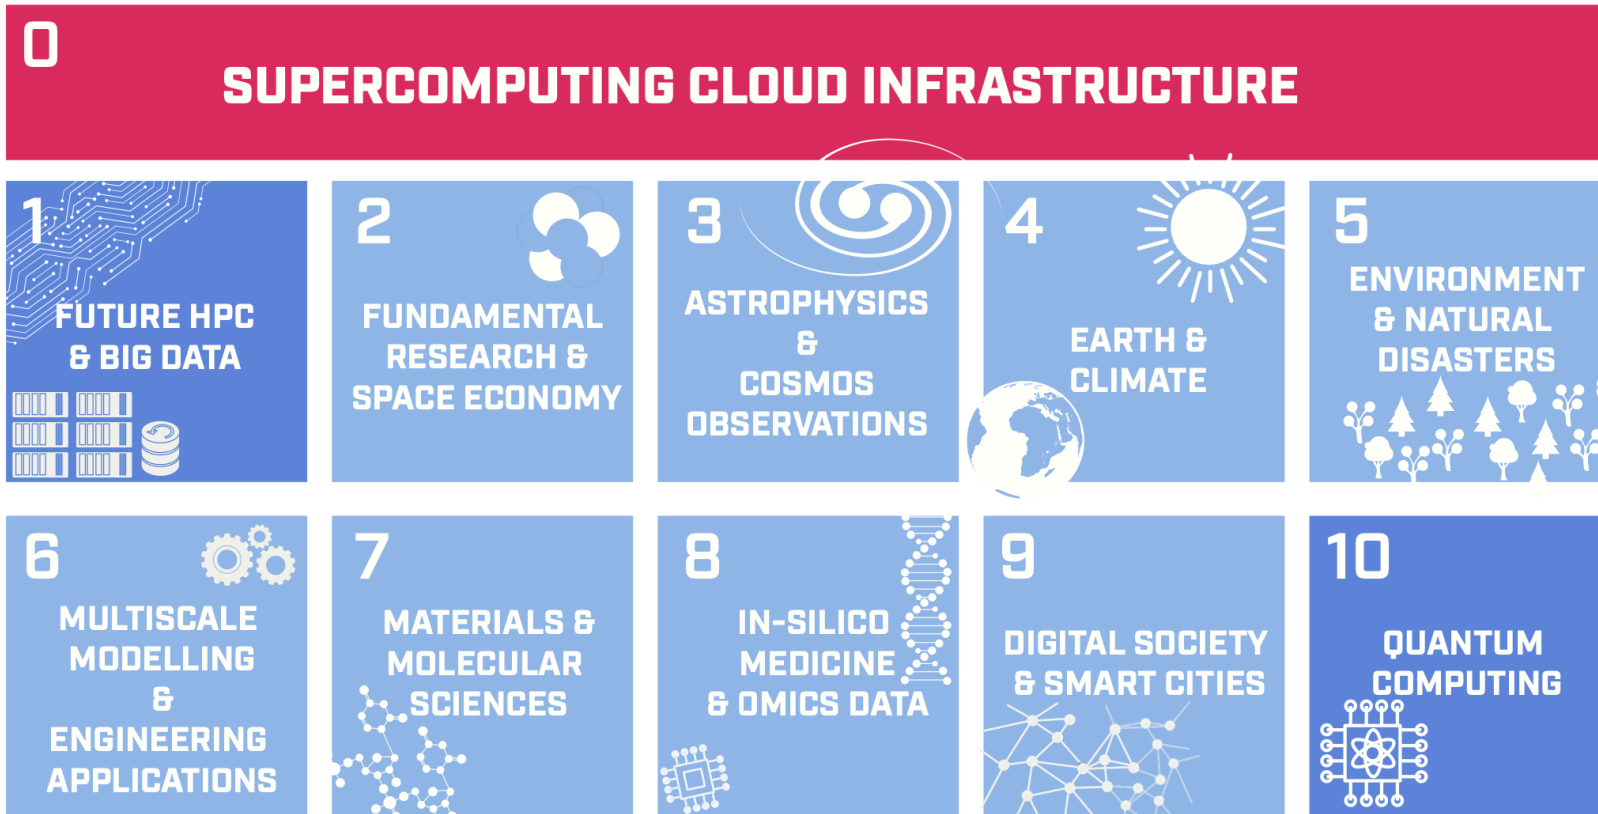 0
SUPERCOMPUTING CLOUD INFRASTRUCTURE
1
FUTURE HPC
& BIG DATA
2
FUNDAMENTAL
RESEARCH &
SPACE ECONOMY
3
ASTROPHYSICS
&
COSMOS
OBSERVATIONS
4
EARTH &
CLIMATE
5
ENVIRONMENT
& NATURAL
DISASTERS
6
MULTISCALE
MODELLING
&
ENGINEERING
APPLICATIONS
7
MATERIALS &
MOLECULAR
SCIENCES
8
IN-SILICO
MEDICINE
& OMICS DATA
9
DIGITAL SOCIETY
& SMART CITIES
10
QUANTUM
COMPUTING